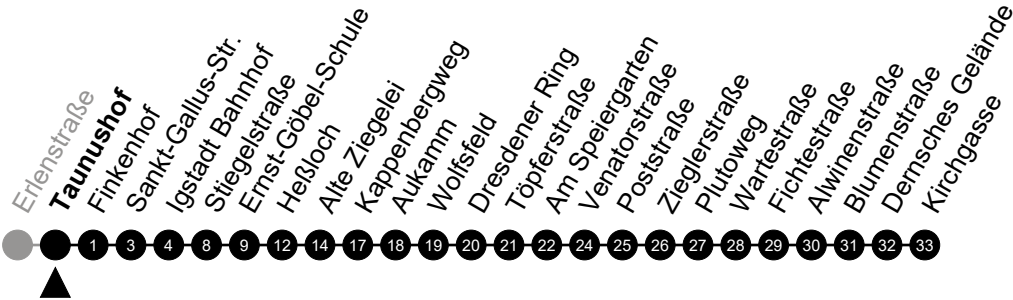 Erlenstraße
Taunushof
Finkenhof
Sankt-Gallus-Str.
Igstadt Bahnhof
Stiegelstraße
Ernst-Göbel-Schule
Heßloch
Alte Ziegelei
Kappenbergweg
Aukamm
Wolfsfeld
Dresdener Ring
Töpferstraße
Am Speiergarten
Venatorstraße
Poststraße
Zieglerstraße
Plutoweg
Wartestraße
Fichtestraße
Alwinenstraße
Blumenstraße
Dernsches Gelände
Kirchgasse
1 3 4 8 9 12 14 17 18 19 20 21 22 24 25 26 27 28 29 30 31 32 33